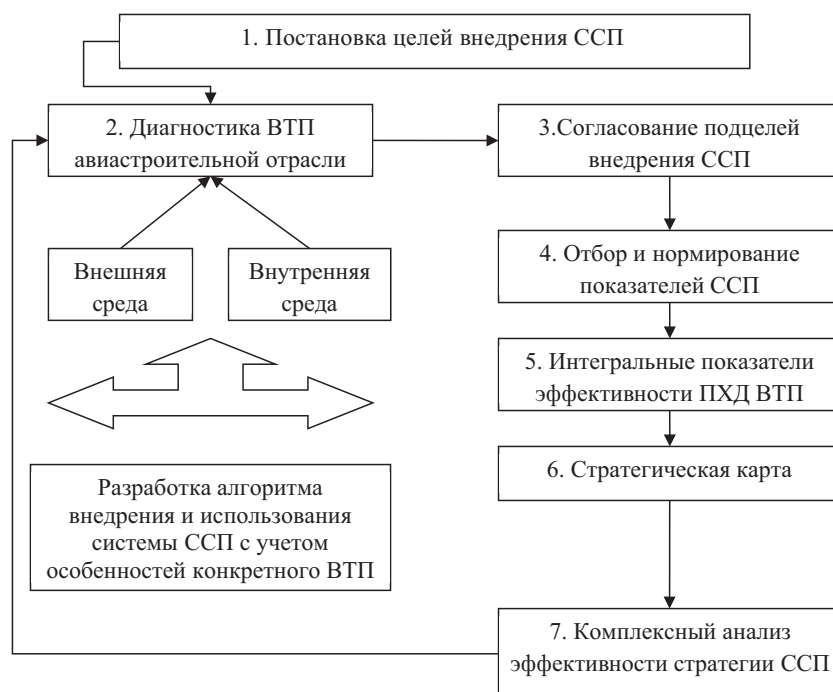 1. Постановка целей внедрения ССП
2. Диагностика ВТП
авиастроительной отрасли
3.Согласование подцелей
внедрения ССП
Внешняя
среда
Внутренняя
среда
4. Отбор и нормирование
показателей ССП
5. Интегральные показатели
эффективности ПХД ВТП
6. Стратегическая карта
Разработка алгоритма
внедрения и использования
системы ССП с учетом
особенностей конкретного ВТП
7. Комплексный анализ
эффективности стратегии ССП